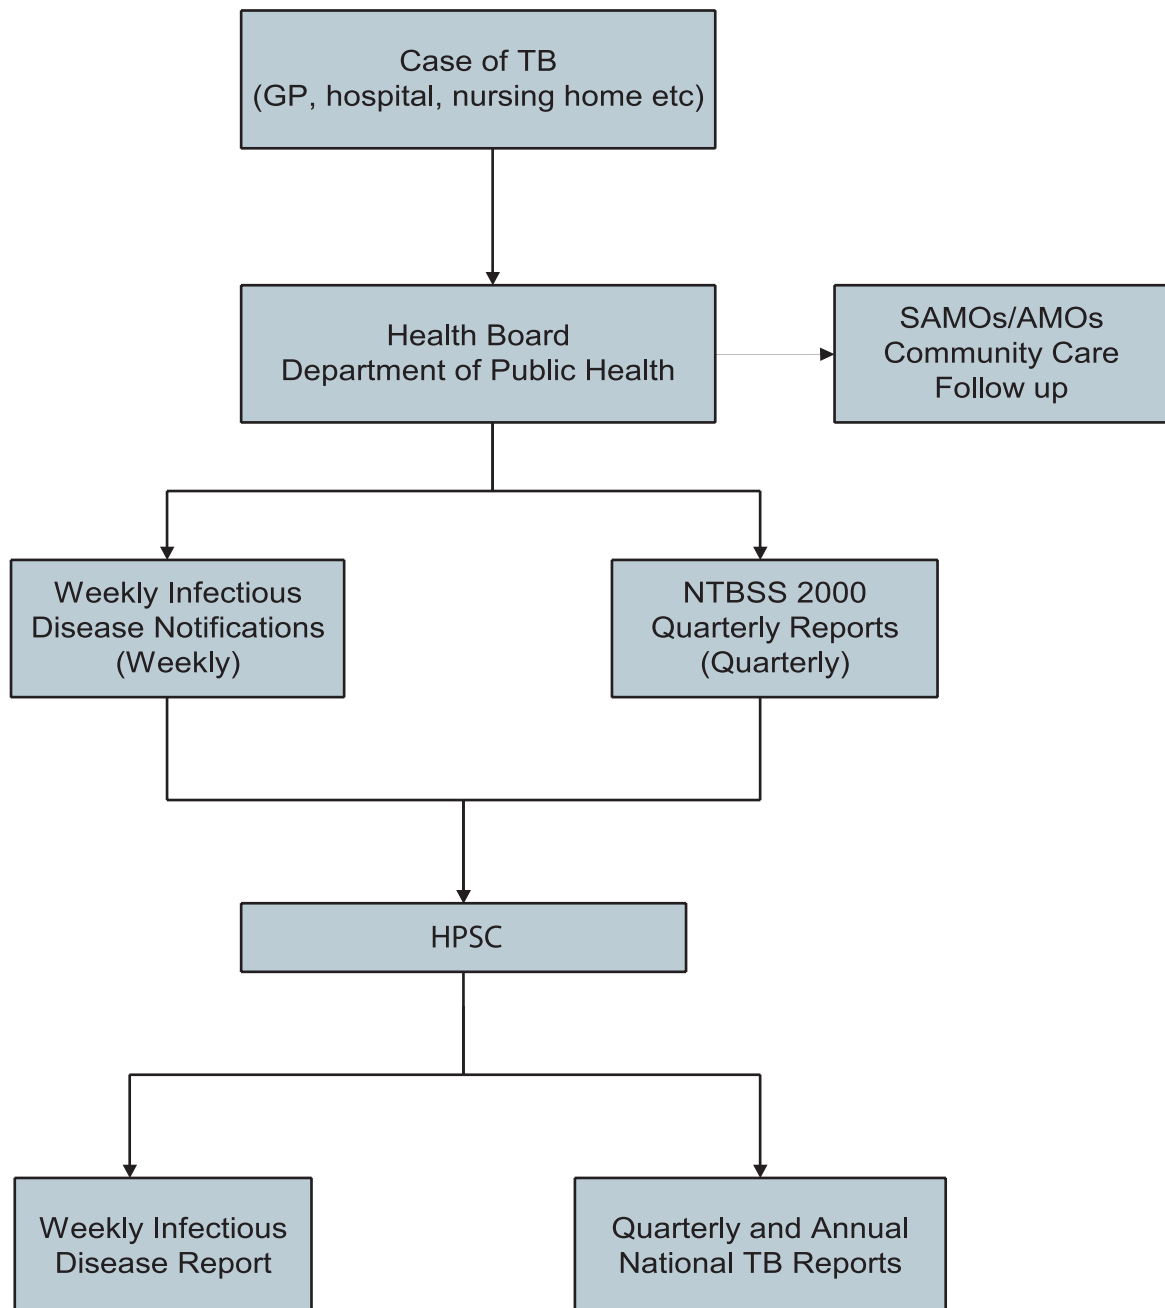 Case of TB
(GP, hospital, nursing home etc)
Health Board
Department of Public Health
SAMOs/AMOs
Community Care
Follow up
Weekly Infectious
Disease Notifications
(Weekly)
NTBSS 2000
Quarterly Reports
(Quarterly)
HPSC
Weekly Infectious
Disease Report
Quarterly and Annual
National TB Reports